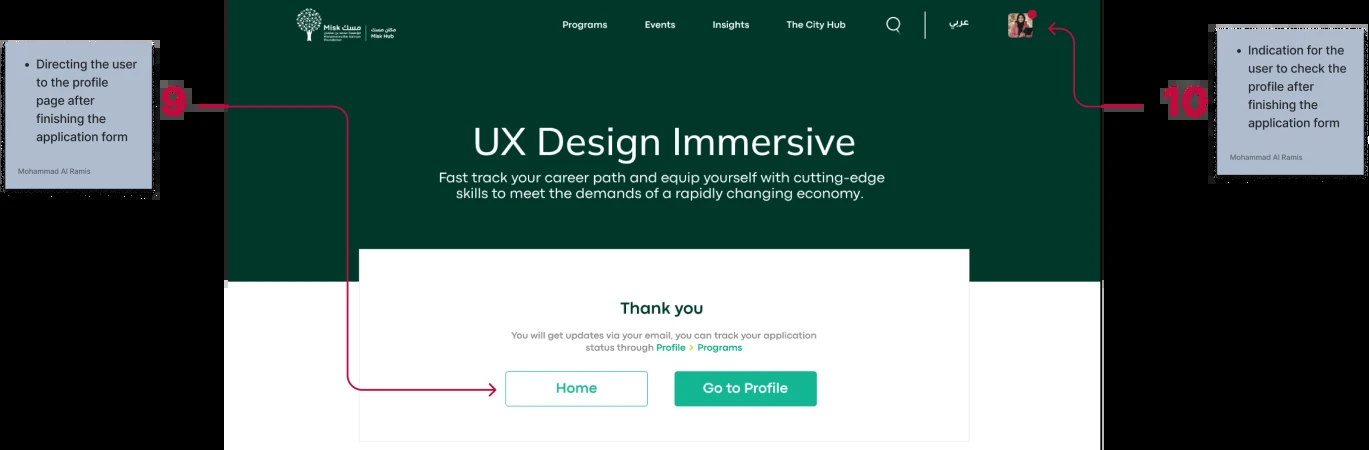 Misk مسك
Misk Hub
Programs
Events
Insights
The City Hub
عربي
• Directing the user
to the profile
page after
finishing the
application form
Mohammad Al Ramis
9
10
• Indication for the
user to check the
profile after
finishing the
application form
Mohammad Al Ramis
UX Design Immersive
Fast track your career path and equip yourself with cutting-edge
skills to meet the demands of a rapidly changing economy.
Thank you
You will get updates via your email, you can track your application
status through Profile > Programs
Home
Go to Profile